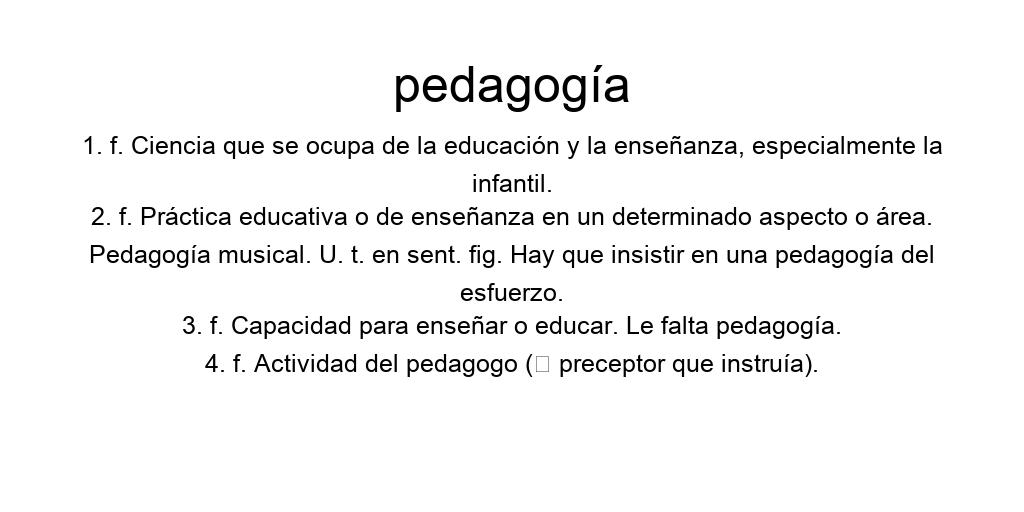 pedagogía
1. f. Ciencia que se ocupa de la educación y la enseñanza, especialmente la
infantil.
2. f. Práctica educativa o de enseñanza en un determinado aspecto o área.
Pedagogía musical. U. t. en sent. fig. Hay que insistir en una pedagogía del
esfuerzo.
3. f. Capacidad para enseñar o educar. Le falta pedagogía.
4. f. Actividad del pedagogo (□ preceptor que instruía).